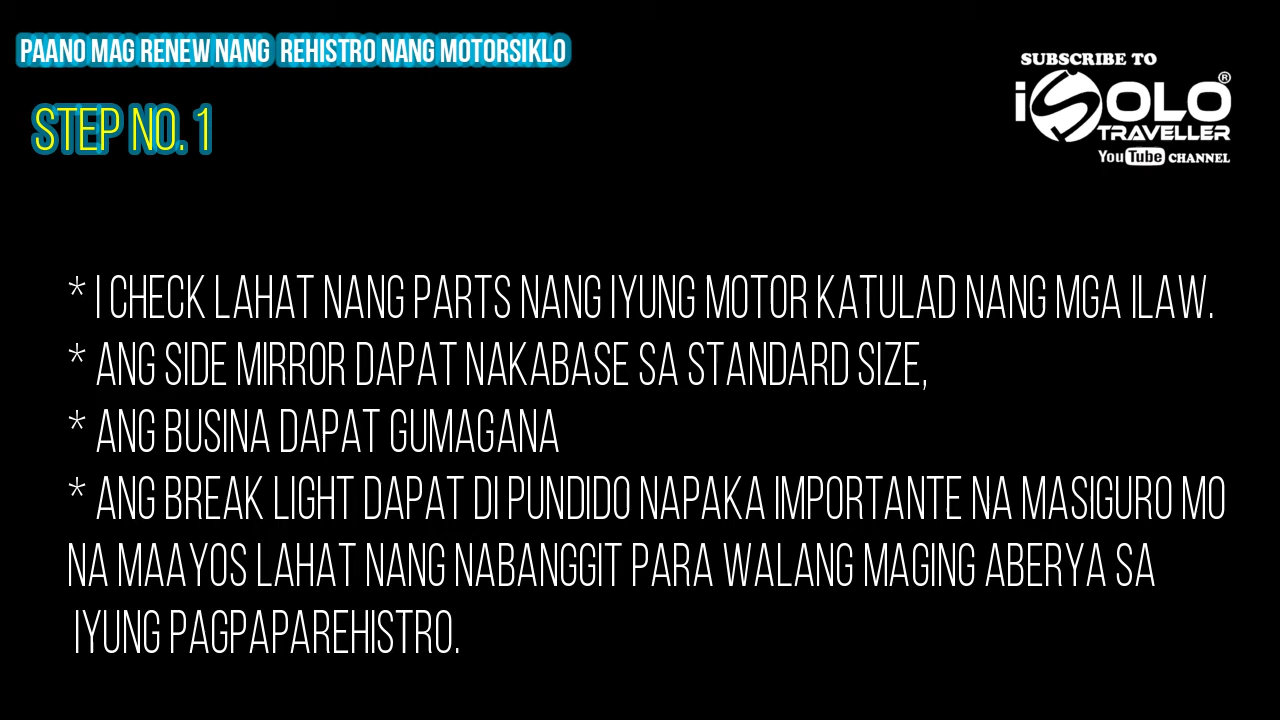 PAANO MAG RENEW NANG REHISTRO NANG MOTORSIKLO
SUBSCRIBE TO
iSOLO®
TRAVELLER
YouTube CHANNEL
STEP NO. 1
* I CHECK LAHAT NANG PARTS NANG IYUNG MOTOR KATULAD NANG MGA ILAW.
* ANG SIDE MIRROR DAPAT NAKABASE SA STANDARD SIZE,
* ANG BUSINA DAPAT GUMAGANA
* ANG BREAK LIGHT DAPAT DI PUNDIDO NAPAKA IMPORTANTE NA MASIGURO MO
NA MAAYOS LAHAT NANG NABANGGIT PARA WALANG MAGING ABERYA SA
IYUNG PAGPAPAREHISTRO.